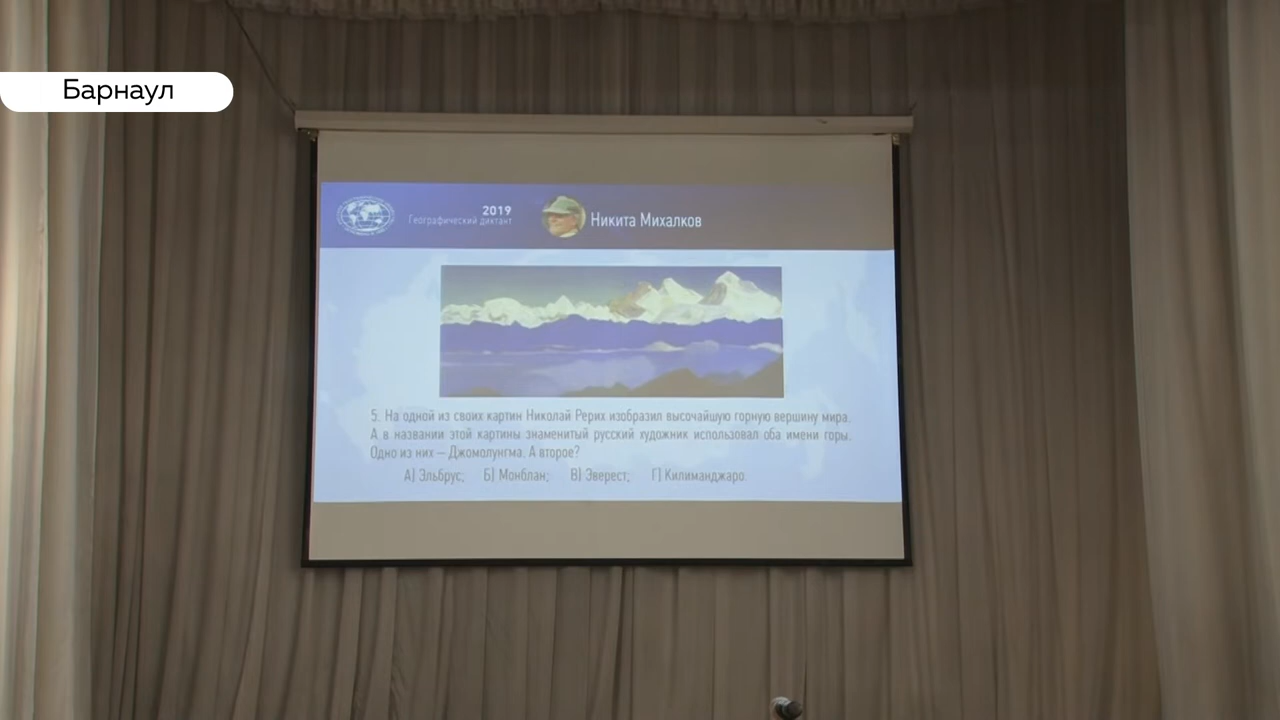 Барнаул
2019
Географический диктант
Никита Михалков
5. На одной из своих картин Николай Рерих изобразил высочайшую горную вершину мира.
А в названии этой картины знаменитый русский художник использовал оба имени горы.
Одно из них – Джомолунгма. А второе?
А) Эльбрус; Б) Монблан; В) Эверест; Г) Килиманджаро